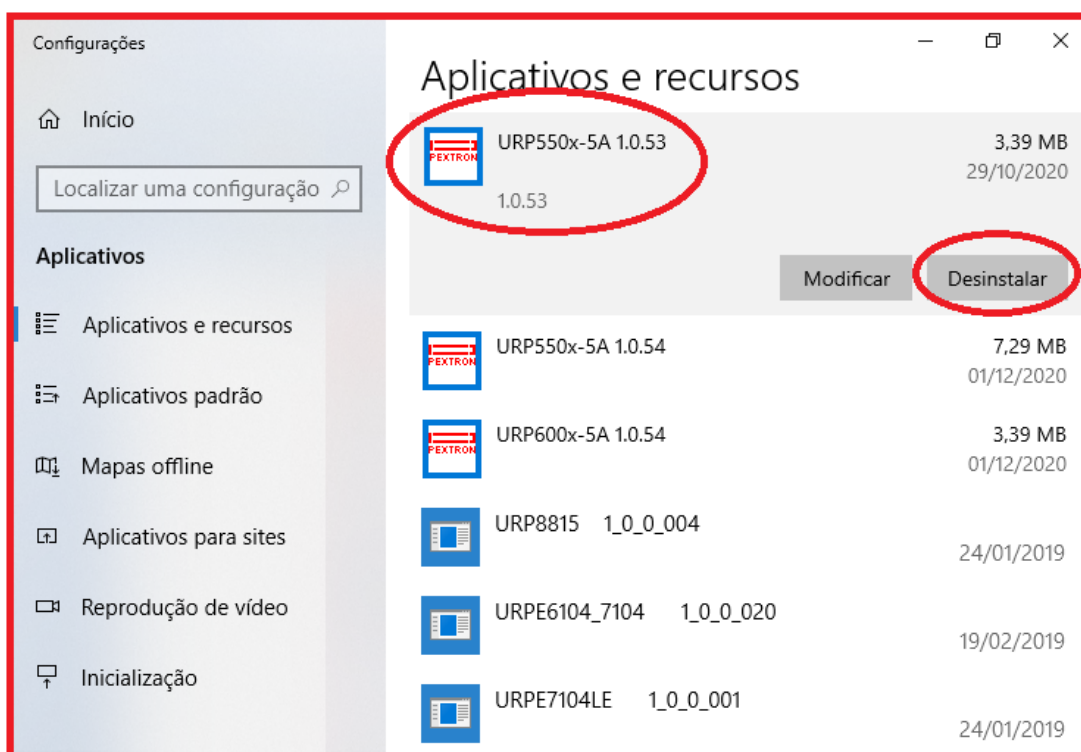 Configurações
Início
Localizar uma configuração
Aplicativos
Aplicativos e recursos
Aplicativos padrão
Mapas offline
Aplicativos para sites
Reprodução de vídeo
Inicialização
Aplicativos e recursos
PEXTRON
URP550x-5A 1.0.53
3,39 MB
29/10/2020
1.0.53
Modificar
Desinstalar
PEXTRON
URP550x-5A 1.0.54
7,29 MB
01/12/2020
PEXTRON
URP600x-5A 1.0.54
3,39 MB
01/12/2020
URP8815 1_0_0_004
24/01/2019
URPE6104_7104 1_0_0_020
19/02/2019
URPE7104LE 1_0_0_001
24/01/2019